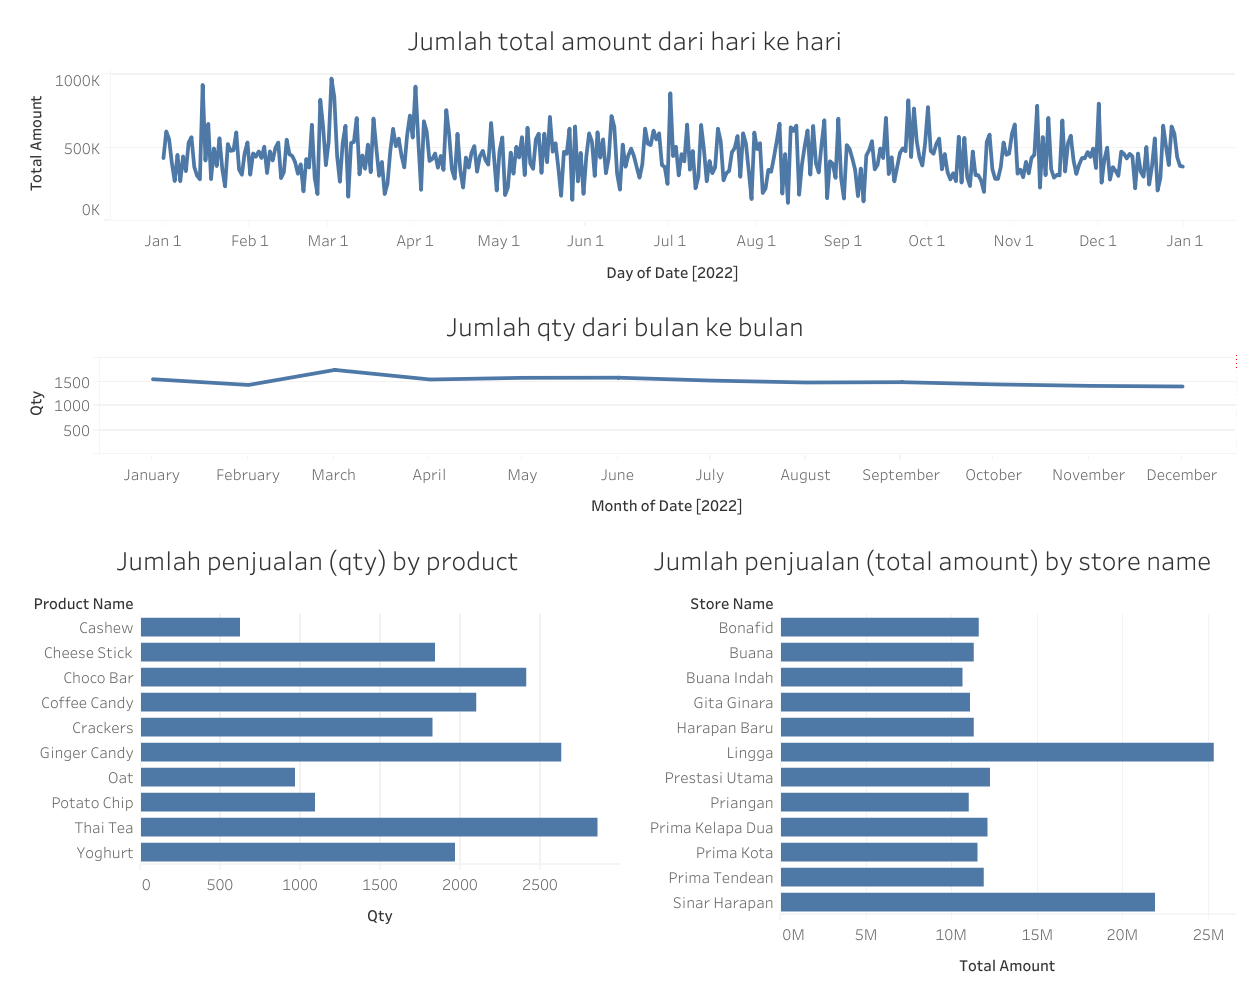 Jumlah total amount dari hari ke hari
Total Amount
1000K
500K
0K
Jan 1 Feb 1 Mar 1 Apr 1 May 1 Jun 1 Jul 1 Aug 1 Sep 1 Oct 1 Nov 1 Dec 1 Jan 1
Day of Date [2022]
Jumlah qty dari bulan ke bulan
Qty
1500
1000
500
January February March April May June July August September October November December
Month of Date [2022]
Jumlah penjualan (qty) by product
Product Name
Cashew
Cheese Stick
Choco Bar
Coffee Candy
Crackers
Ginger Candy
Oat
Potato Chip
Thai Tea
Yoghurt
0 500 1000 1500 2000 2500
Qty
Jumlah penjualan (total amount) by store name
Store Name
Bonafid
Buana
Buana Indah
Gita Ginara
Harapan Baru
Lingga
Prestasi Utama
Priangan
Prima Kelapa Dua
Prima Kota
Prima Tendean
Sinar Harapan
0M 5M 10M 15M 20M 25M
Total Amount